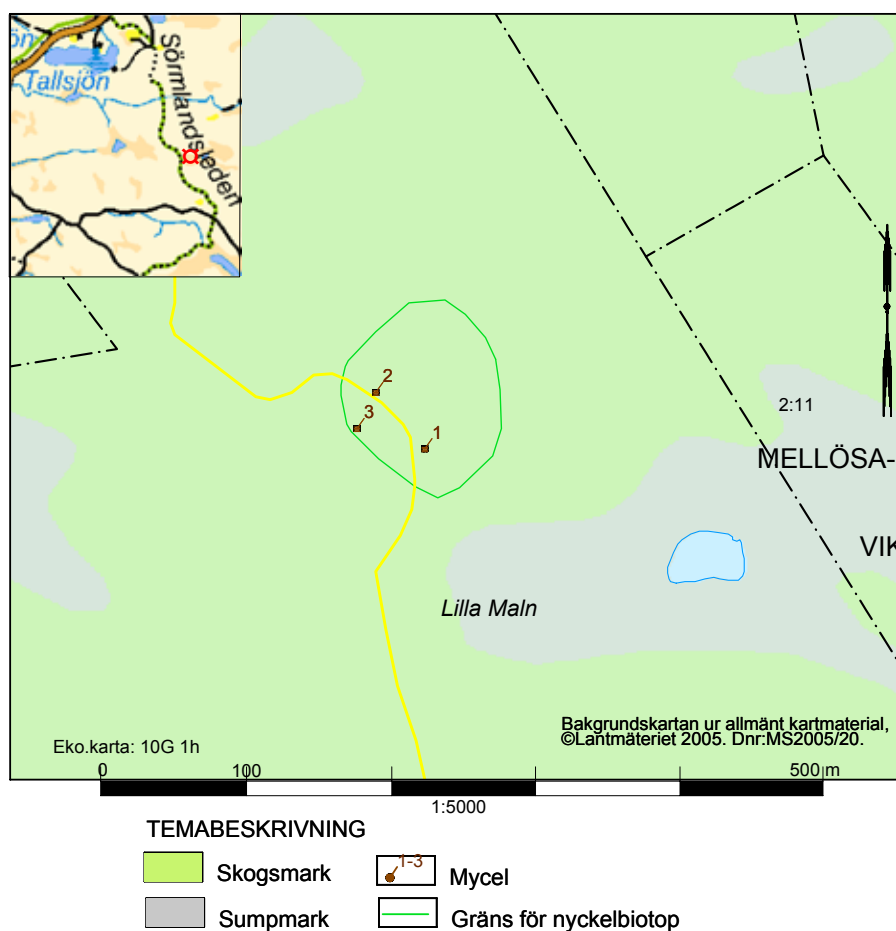 ön
Tallsjön
Sörmlandsleden
2
3
1
2:11
MELLÖSA-
VIK
Lilla Maln
Bakgrundskartan ur allmänt kartmaterial,
©Lantmäteriet 2005. Dnr:MS2005/20.
Eko.karta: 10G 1h
0 100 500 m
1:5000
TEMABESKRIVNING
Skogsmark
1-3
Mycel
Sumpmark
Gräns för nyckelbiotop